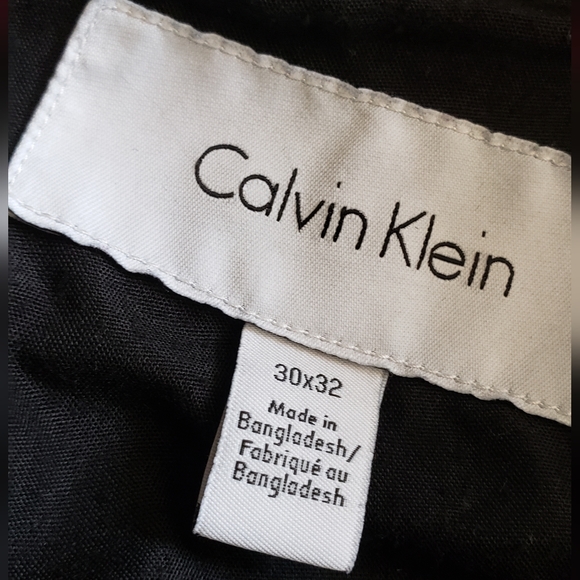 Calvin Klein
30x32
Made in
Bangladesh/
Fabriqué au
Bangladesh